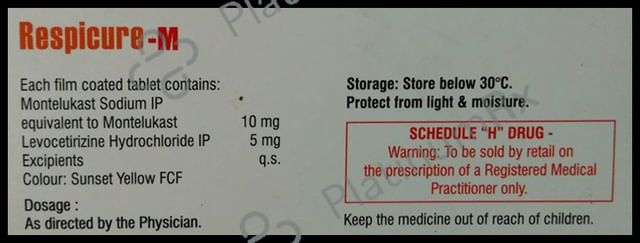 Respicure-M
Each film coated tablet contains:
Montelukast Sodium IP
equivalent to Montelukast 10 mg
Levocetirizine Hydrochloride IP 5 mg
Excipients q.s.
Colour: Sunset Yellow FCF
Dosage :
As directed by the Physician.
Storage: Store below 30°C.
Protect from light & moisture.
SCHEDULE "H" DRUG -
Warning: To be sold by retail on
the prescription of a Registered Medical
Practitioner only.
Keep the medicine out of reach of children.
PlatinumRx